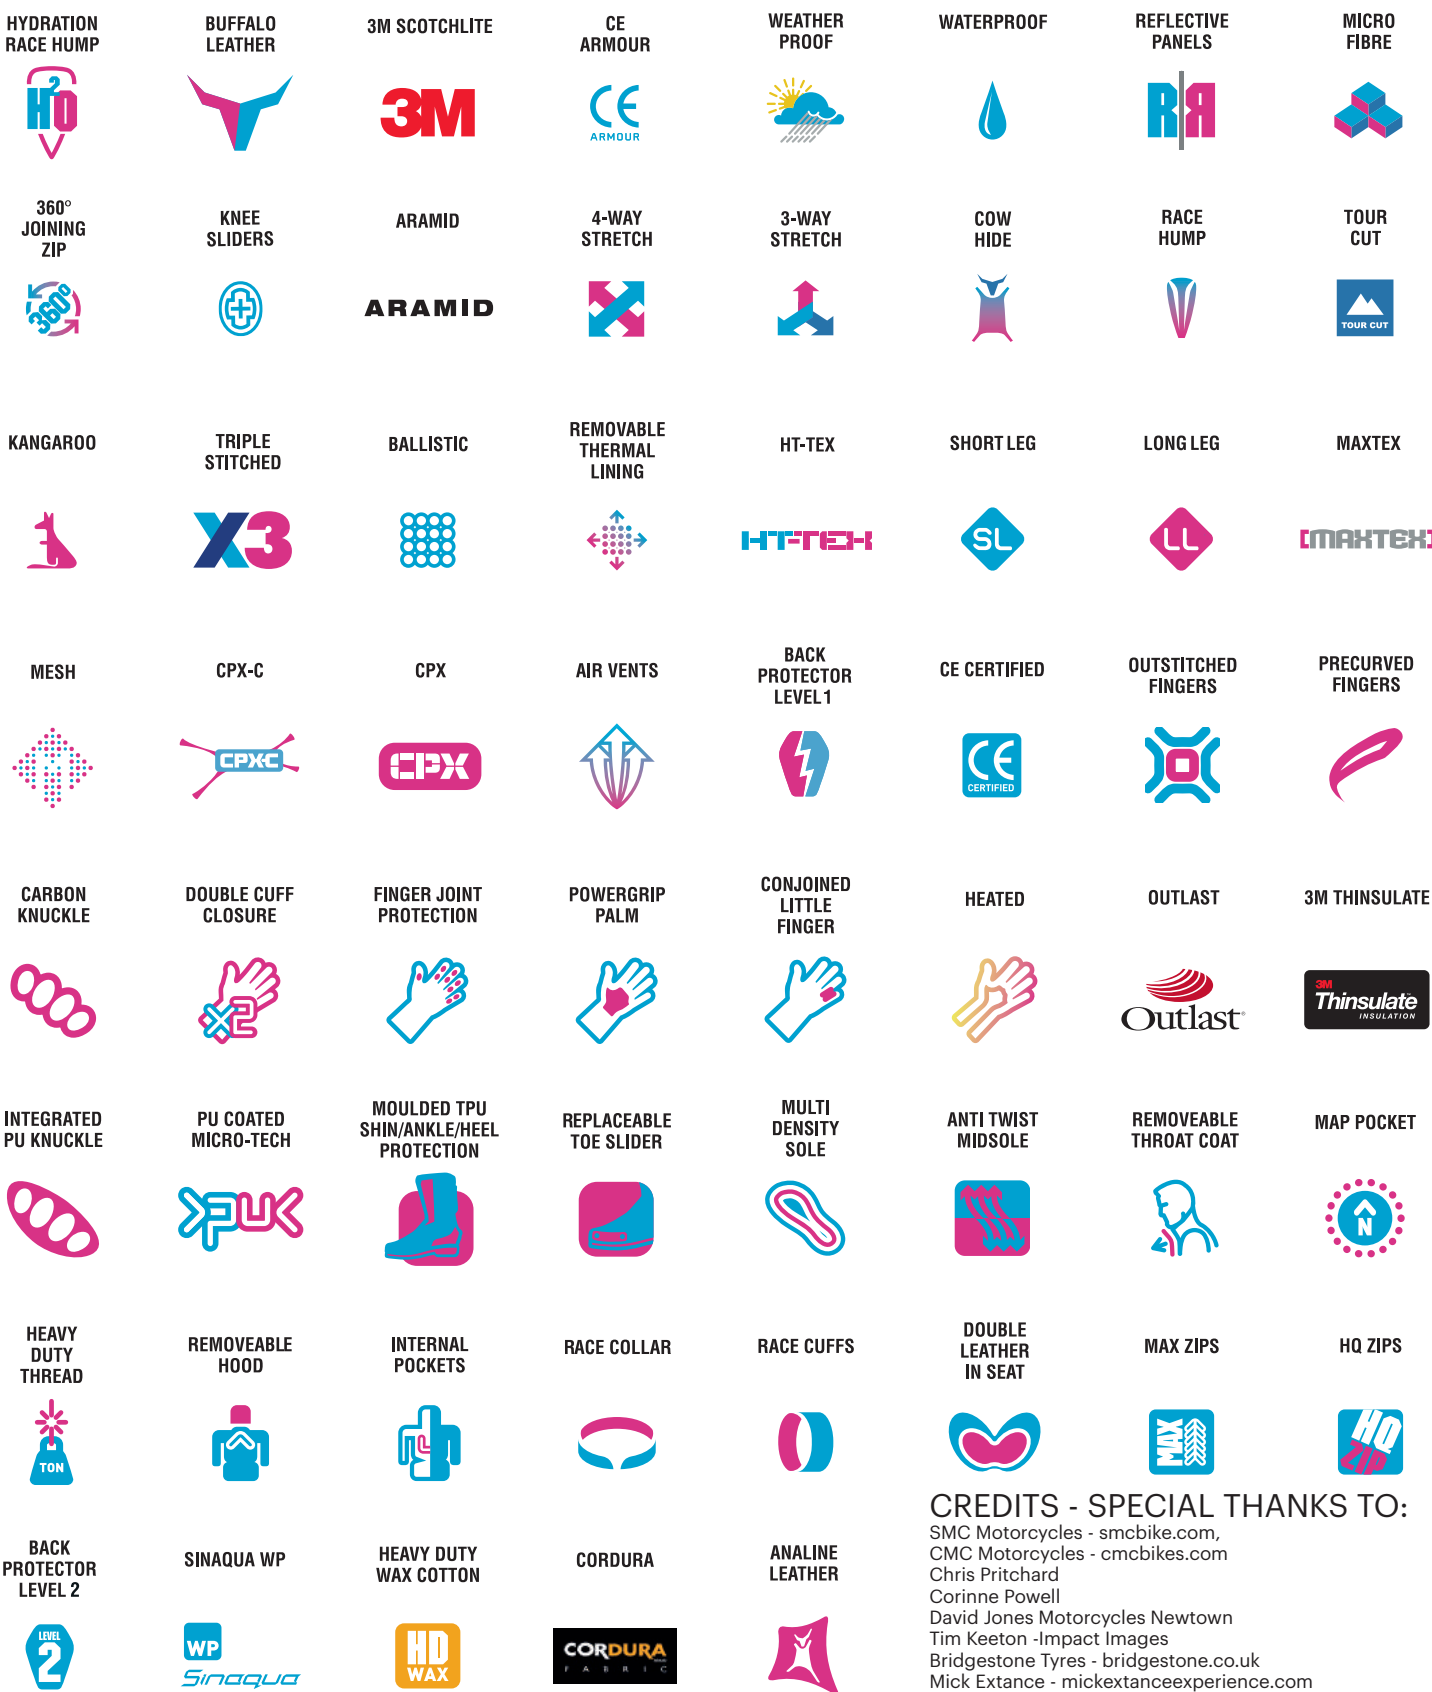 HYDRATION
RACE HUMP
BUFFALO
LEATHER
3M SCOTCHLITE
CE
ARMOUR
WEATHER
PROOF
WATERPROOF
REFLECTIVE
PANELS
MICRO
FIBRE
H2O
3M
CE
ARMOUR
R R
360°
JOINING
ZIP
KNEE
SLIDERS
ARAMID
4-WAY
STRETCH
3-WAY
STRETCH
COW
HIDE
RACE
HUMP
TOUR
CUT
360°
ARAMID
TOUR CUT
KANGAROO
TRIPLE
STITCHED
BALLISTIC
REMOVABLE
THERMAL
LINING
HT-TEX
SHORT LEG
LONG LEG
MAXTEX
X3
HT-TEX
SL
LL
[MAXTEX]
MESH
CPX-C
CPX
AIR VENTS
BACK
PROTECTOR
LEVEL 1
CE CERTIFIED
OUTSTITCHED
FINGERS
PRECURVED
FINGERS
CPX-C
CPX
CE
CERTIFIED
CARBON
KNUCKLE
DOUBLE CUFF
CLOSURE
FINGER JOINT
PROTECTION
POWERGRIP
PALM
CONJOINED
LITTLE
FINGER
HEATED
OUTLAST
3M THINSULATE
X2
Outlast®
3M
Thinsulate
INSULATION
INTEGRATED
PU KNUCKLE
PU COATED
MICRO-TECH
MOULDED TPU
SHIN/ANKLE/HEEL
PROTECTION
REPLACEABLE
TOE SLIDER
MULTI
DENSITY
SOLE
ANTI TWIST
MIDSOLE
REMOVEABLE
THROAT COAT
MAP POCKET
PU
N
HEAVY
DUTY
THREAD
REMOVEABLE
HOOD
INTERNAL
POCKETS
RACE COLLAR
RACE CUFFS
DOUBLE
LEATHER
IN SEAT
MAX ZIPS
HQ ZIPS
TON
MAX
HQ
ZIP
BACK
PROTECTOR
LEVEL 2
SINAQUA WP
HEAVY DUTY
WAX COTTON
CORDURA
ANALINE
LEATHER
LEVEL
2
WP
Sinaqua
HD
WAX
CORDURA
FABRIC
CREDITS - SPECIAL THANKS TO:
SMC Motorcycles - smcbike.com,
CMC Motorcycles - cmcbikes.com
Chris Pritchard
Corinne Powell
David Jones Motorcycles Newtown
Tim Keeton -Impact Images
Bridgestone Tyres - bridgestone.co.uk
Mick Extance - mickextanceexperience.com